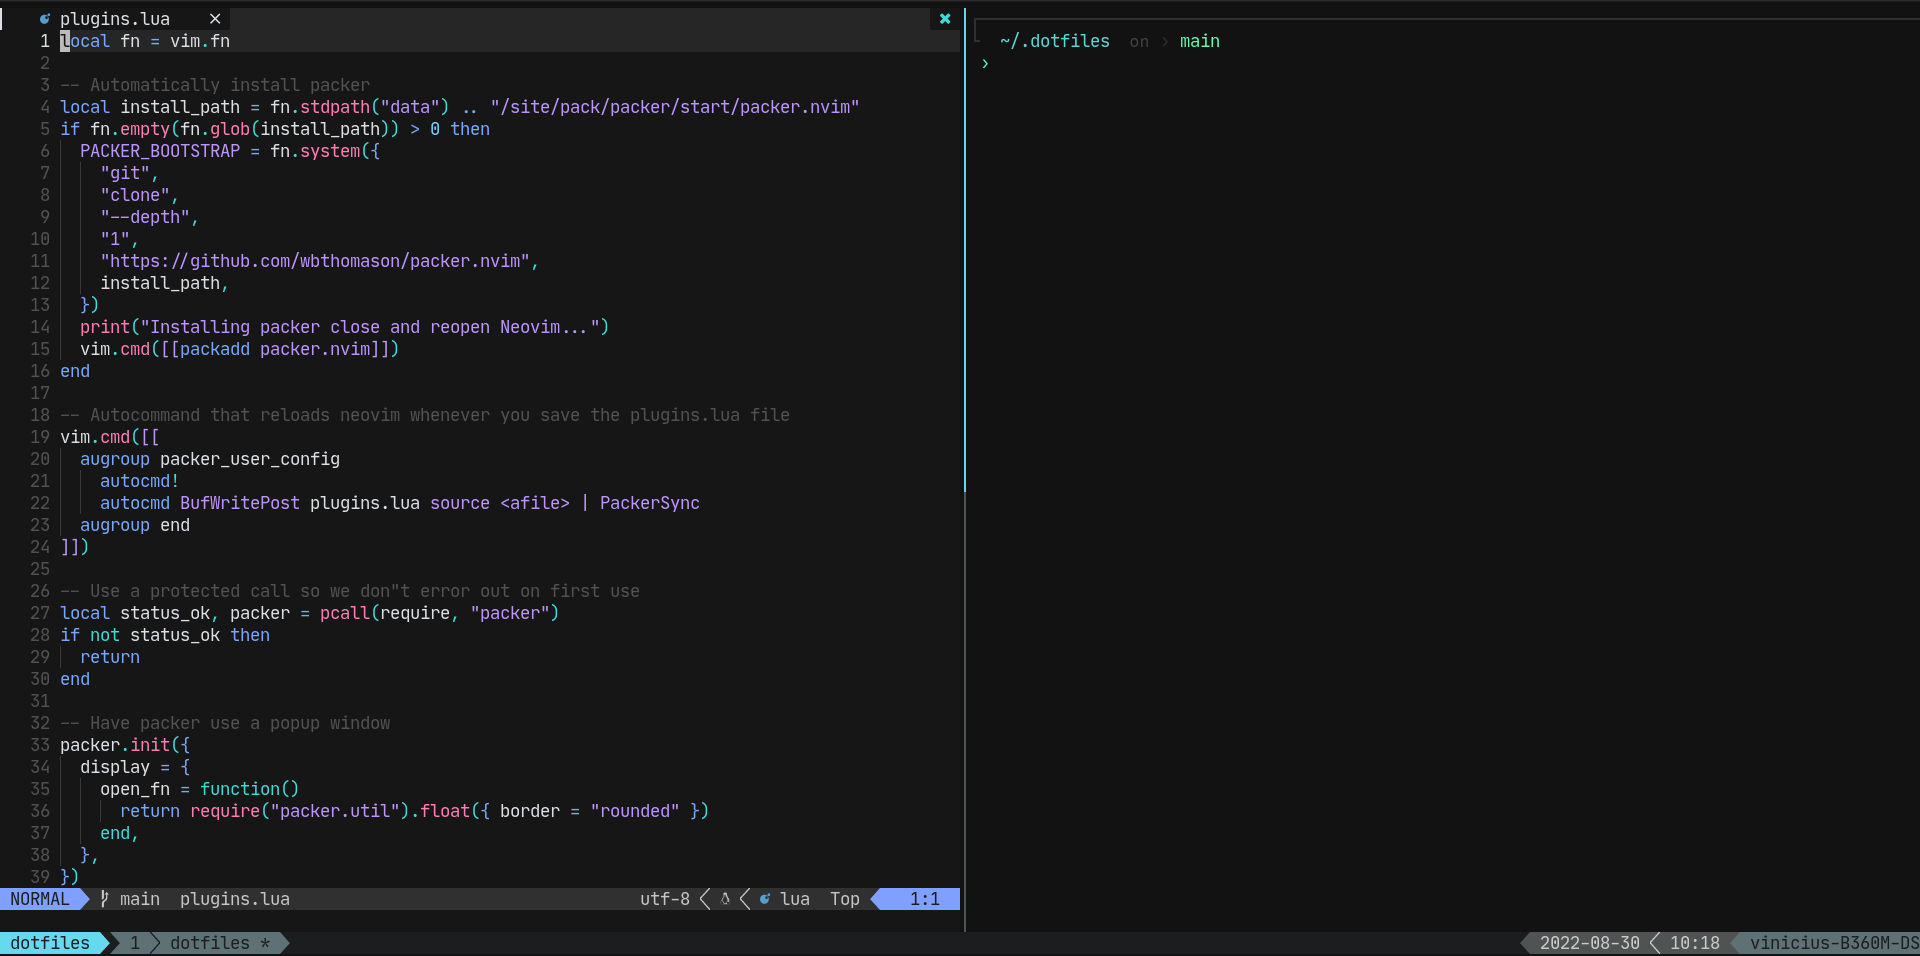 plugins.lua ×
1 local fn = vim.fn
2
3 -- Automatically install packer
4 local install_path = fn.stdpath("data") .. "/site/pack/packer/start/packer.nvim"
5 if fn.empty(fn.glob(install_path)) > 0 then
6 PACKER_BOOTSTRAP = fn.system({
7 "git",
8 "clone",
9 "--depth",
10 "1",
11 "https://github.com/wbthomason/packer.nvim",
12 install_path,
13 })
14 print("Installing packer close and reopen Neovim...")
15 vim.cmd([[packadd packer.nvim]])
16 end
17
18 -- Autocommand that reloads neovim whenever you save the plugins.lua file
19 vim.cmd([[
20 augroup packer_user_config
21 autocmd!
22 autocmd BufWritePost plugins.lua source <afile> | PackerSync
23 augroup end
24 ]])
25
26 -- Use a protected call so we don"t error out on first use
27 local status_ok, packer = pcall(require, "packer")
28 if not status_ok then
29 return
30 end
31
32 -- Have packer use a popup window
33 packer.init({
34 display = {
35 open_fn = function()
36 return require("packer.util").float({ border = "rounded" })
37 end,
38 },
39 })
NORMAL main plugins.lua utf-8 lua Top 1:1
~/.dotfiles on › main
›
dotfiles 1 dotfiles * 2022-08-30 10:18 vinicius-B360M-DS